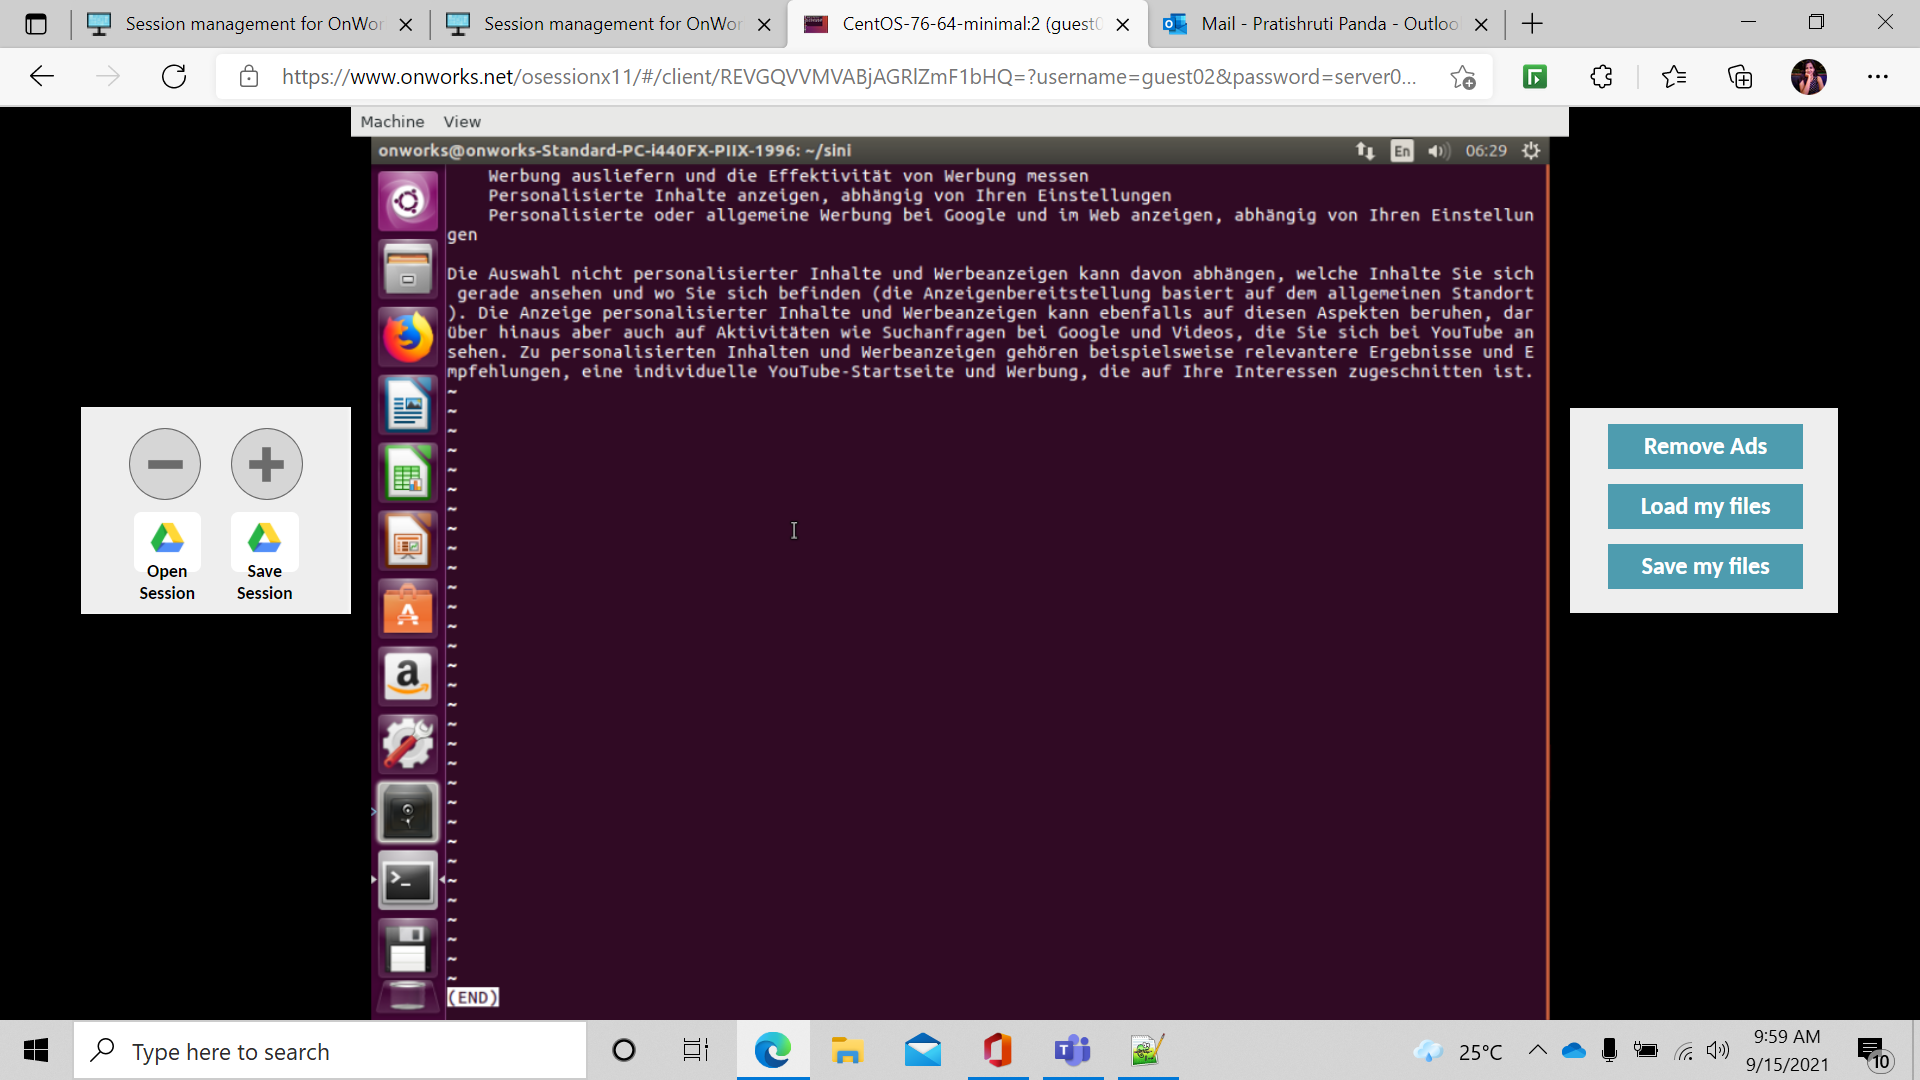 Session management for OnWor
Session management for OnWor
CentOS-76-64-minimal:2 (guest0
Mail - Pratishruti Panda - Outloo
https://www.onworks.net/osessionx11/#/client/REVGQVVMVABjAGRlZmF1bHQ=?username=guest02&password=server0...
Machine View
onworks@onworks-Standard-PC-i440FX-PIIX-1996: ~/sini
En 06:29
Werbung ausliefern und die Effektivität von Werbung messen
Personalisierte Inhalte anzeigen, abhängig von Ihren Einstellungen
Personalisierte oder allgemeine Werbung bei Google und im Web anzeigen, abhängig von Ihren Einstellun
gen
Die Auswahl nicht personalisierter Inhalte und Werbeanzeigen kann davon abhängen, welche Inhalte Sie sich
gerade ansehen und wo Sie sich befinden (die Anzeigenbereitstellung basiert auf dem allgemeinen Standort
). Die Anzeige personalisierter Inhalte und Werbeanzeigen kann ebenfalls auf diesen Aspekten beruhen, dar
über hinaus aber auch auf Aktivitäten wie Suchanfragen bei Google und Videos, die Sie sich bei YouTube an
sehen. Zu personalisierten Inhalten und Werbeanzeigen gehören beispielsweise relevantere Ergebnisse und E
mpfehlungen, eine individuelle YouTube-Startseite und Werbung, die auf Ihre Interessen zugeschnitten ist.
(END)
Open
Session
Save
Session
Remove Ads
Load my files
Save my files
Type here to search
25°C
9:59 AM
9/15/2021
10